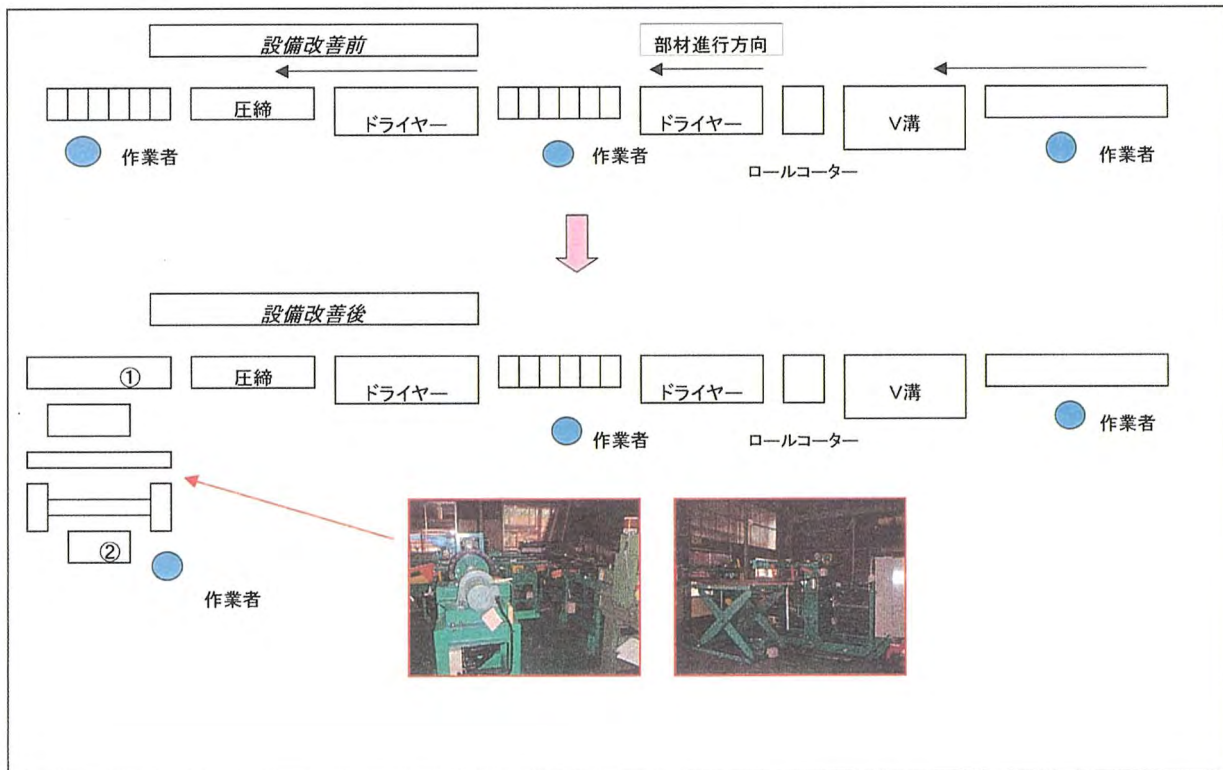 設備改善前
部材進行方向
圧締
ドライヤー
ドライヤー
V溝
作業者
作業者
ロールコーター
作業者
設備改善後
①
圧締
ドライヤー
ドライヤー
V溝
作業者
ロールコーター
作業者
②
作業者